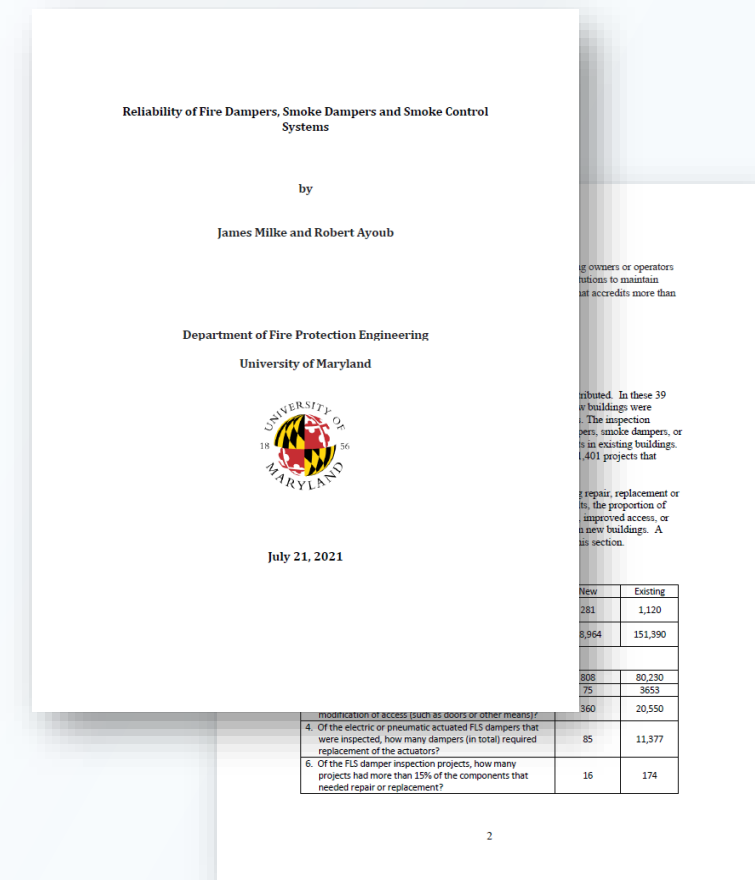 Reliability of Fire Dampers, Smoke Dampers and Smoke Control
Systems
by
James Milke and Robert Ayoub
Department of Fire Protection Engineering
University of Maryland
UNIVERSITY OF
18 56
MARYLAND
July 21, 2021
owners or operators
to maintain
accredits more than
In these 39
buildings were
The inspection
smoke dampers, or
in existing buildings.
1,401 projects that
repair, replacement or
the proportion of
improved access, or
new buildings. A
section.
New Existing
281 1,120
8,964 151,390
808 80,230
75 3653
360 20,550
modification of access (such as doors or other means)?
4. Of the electric or pneumatic actuated FLS dampers that
were inspected, how many dampers (in total) required 85 11,377
replacement of the actuators?
6. Of the FLS damper inspection projects, how many
projects had more than 15% of the components that 16 174
needed repair or replacement?
2